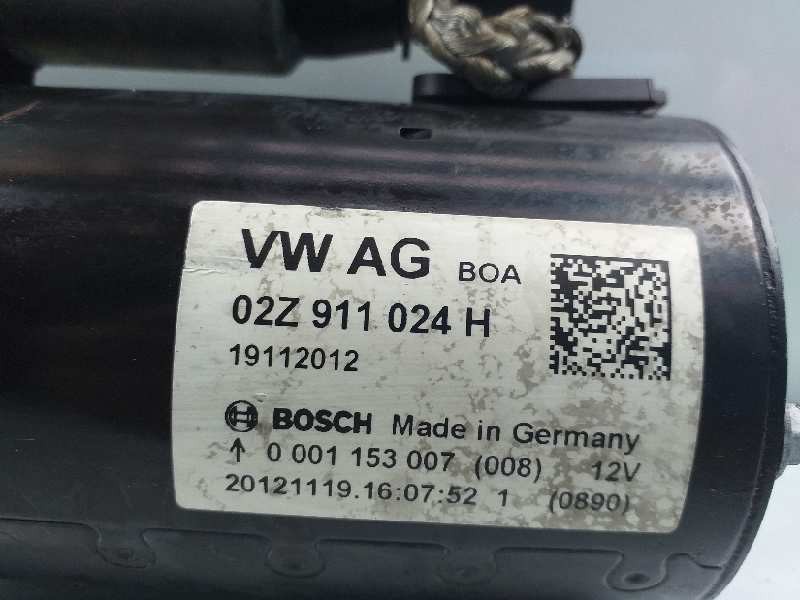 VW AG BOA
02Z 911 024 H
19112012
BOSCH Made in Germany
↑ 0 001 153 007 (008) 12V
20121119.16:07:52 1 (0890)